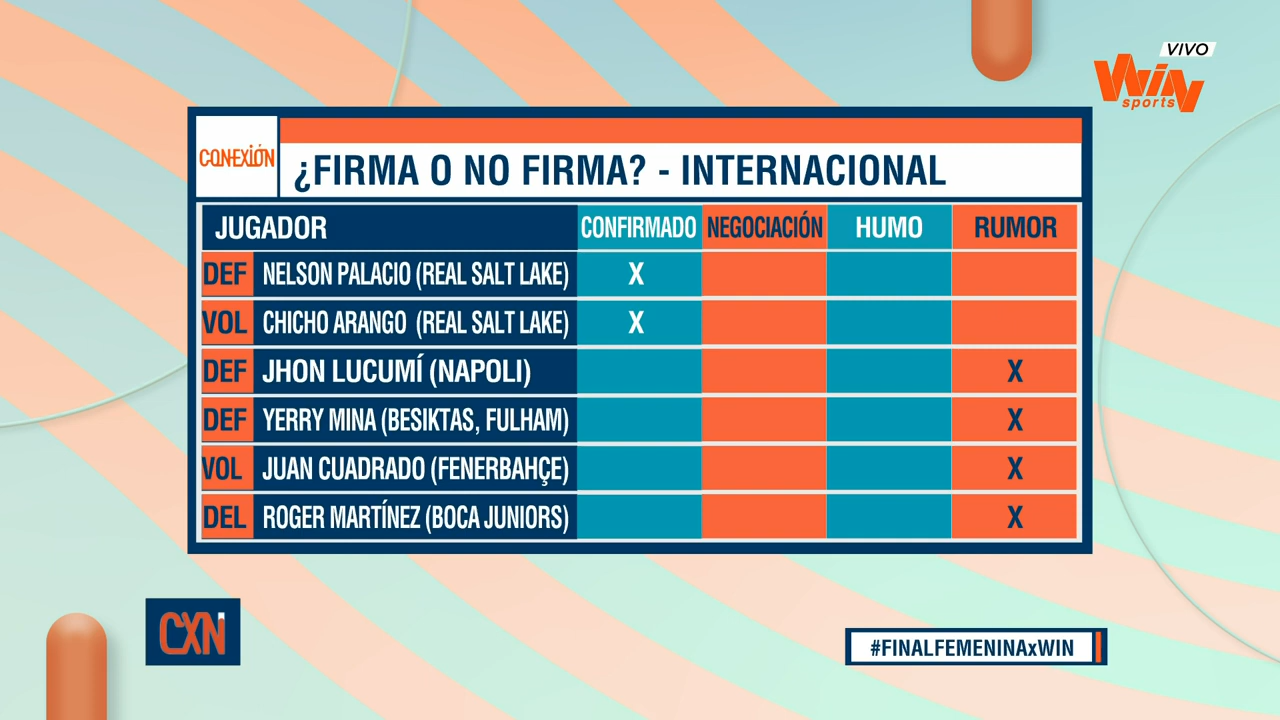 VIVO
Win
sports
CONEXIÓN
¿FIRMA O NO FIRMA? - INTERNACIONAL
JUGADOR CONFIRMADO NEGOCIACIÓN HUMO RUMOR
DEF NELSON PALACIO (REAL SALT LAKE) X
VOL CHICHO ARANGO (REAL SALT LAKE) X
DEF JHON LUCUMÍ (NAPOLI) X
DEF YERRY MINA (BESIKTAS, FULHAM) X
VOL JUAN CUADRADO (FENERBAHÇE) X
DEL ROGER MARTÍNEZ (BOCA JUNIORS) X
CXN
#FINALFEMENINAxWIN